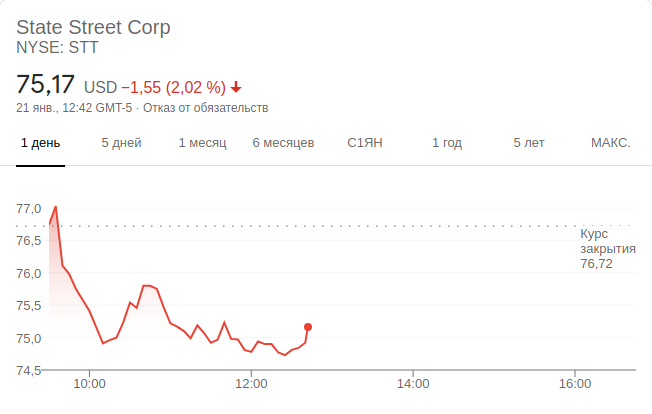 State Street Corp
NYSE: STT
75,17 USD −1,55 (2,02 %)
21 янв., 12:42 GMT-5 · Отказ от обязательств
1 день 5 дней 1 месяц 6 месяцев С1ЯН 1 год 5 лет МАКС.
77,0
Курс
76,5
закрытия
76,72
76,0
75,5
75,0
74,5
10:00 12:00 14:00 16:00